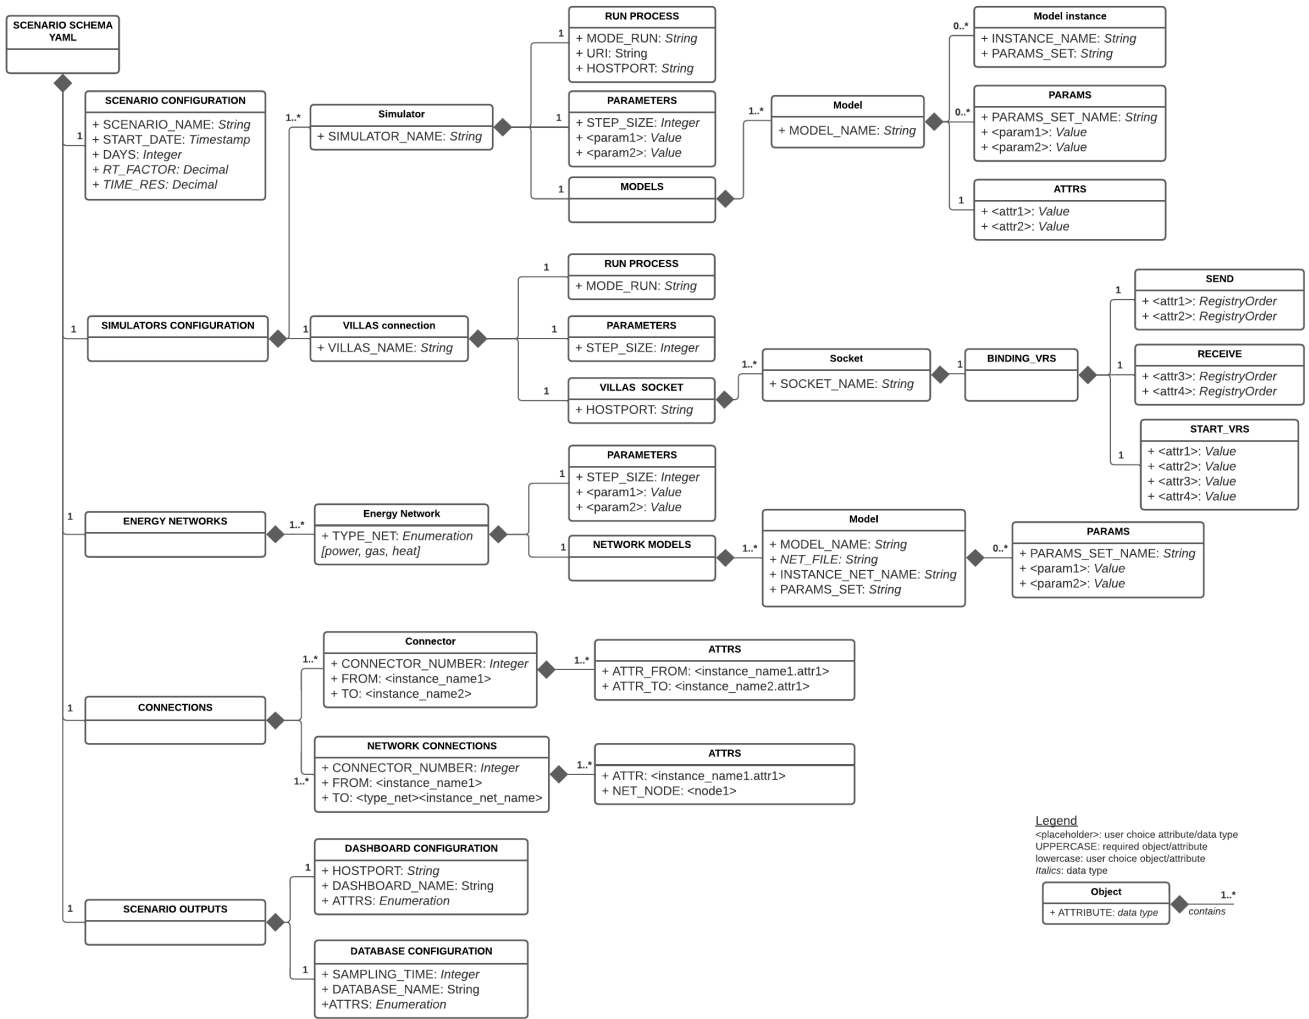 SCENARIO SCHEMA
YAML
SCENARIO CONFIGURATION
+ SCENARIO_NAME: String
+ START_DATE: Timestamp
+ DAYS: Integer
+ RT_FACTOR: Decimal
+ TIME_RES: Decimal
1
SIMULATORS CONFIGURATION
1
1..*
Simulator
+ SIMULATOR_NAME: String
1
RUN PROCESS
+ MODE_RUN: String
+ URI: String
+ HOSTPORT: String
1
PARAMETERS
+ STEP_SIZE: Integer
+ <param1>: Value
+ <param2>: Value
1
MODELS
1..*
Model
+ MODEL_NAME: String
0..*
Model instance
+ INSTANCE_NAME: String
+ PARAMS_SET: String
0..*
PARAMS
+ PARAMS_SET_NAME: String
+ <param1>: Value
+ <param2>: Value
1
ATTRS
+ <attr1>: Value
+ <attr2>: Value
1
VILLAS connection
+ VILLAS_NAME: String
1
RUN PROCESS
+ MODE_RUN: String
1
PARAMETERS
+ STEP_SIZE: Integer
1
VILLAS SOCKET
+ HOSTPORT: String
1..*
Socket
+ SOCKET_NAME: String
1
BINDING_VRS
1
SEND
+ <attr1>: RegistryOrder
+ <attr2>: RegistryOrder
1
RECEIVE
+ <attr3>: RegistryOrder
+ <attr4>: RegistryOrder
1
START_VRS
+ <attr1>: Value
+ <attr2>: Value
+ <attr3>: Value
+ <attr4>: Value
1
ENERGY NETWORKS
1..*
Energy Network
+ TYPE_NET: Enumeration
[power, gas, heat]
1
PARAMETERS
+ STEP_SIZE: Integer
+ <param1>: Value
+ <param2>: Value
1
NETWORK MODELS
1..*
Model
+ MODEL_NAME: String
+ NET_FILE: String
+ INSTANCE_NET_NAME: String
+ PARAMS_SET: String
0..*
PARAMS
+ PARAMS_SET_NAME: String
+ <param1>: Value
+ <param2>: Value
1
CONNECTIONS
1..*
Connector
+ CONNECTOR_NUMBER: Integer
+ FROM: <instance_name1>
+ TO: <instance_name2>
1..*
ATTRS
+ ATTR_FROM: <instance_name1.attr1>
+ ATTR_TO: <instance_name2.attr1>
1..*
NETWORK CONNECTIONS
+ CONNECTOR_NUMBER: Integer
+ FROM: <instance_name1>
+ TO: <type_net><instance_net_name>
1..*
ATTRS
+ ATTR: <instance_name1.attr1>
+ NET_NODE: <node1>
1
SCENARIO OUTPUTS
1
DASHBOARD CONFIGURATION
+ HOSTPORT: String
+ DASHBOARD_NAME: String
+ ATTRS: Enumeration
1
DATABASE CONFIGURATION
+ SAMPLING_TIME: Integer
+ DATABASE_NAME: String
+ATTRS: Enumeration
Legend
<placeholder>: user choice attribute/data type
UPPERCASE: required object/attribute
lowercase: user choice object/attribute
Italics: data type
Object
+ ATTRIBUTE: data type
1..*
contains